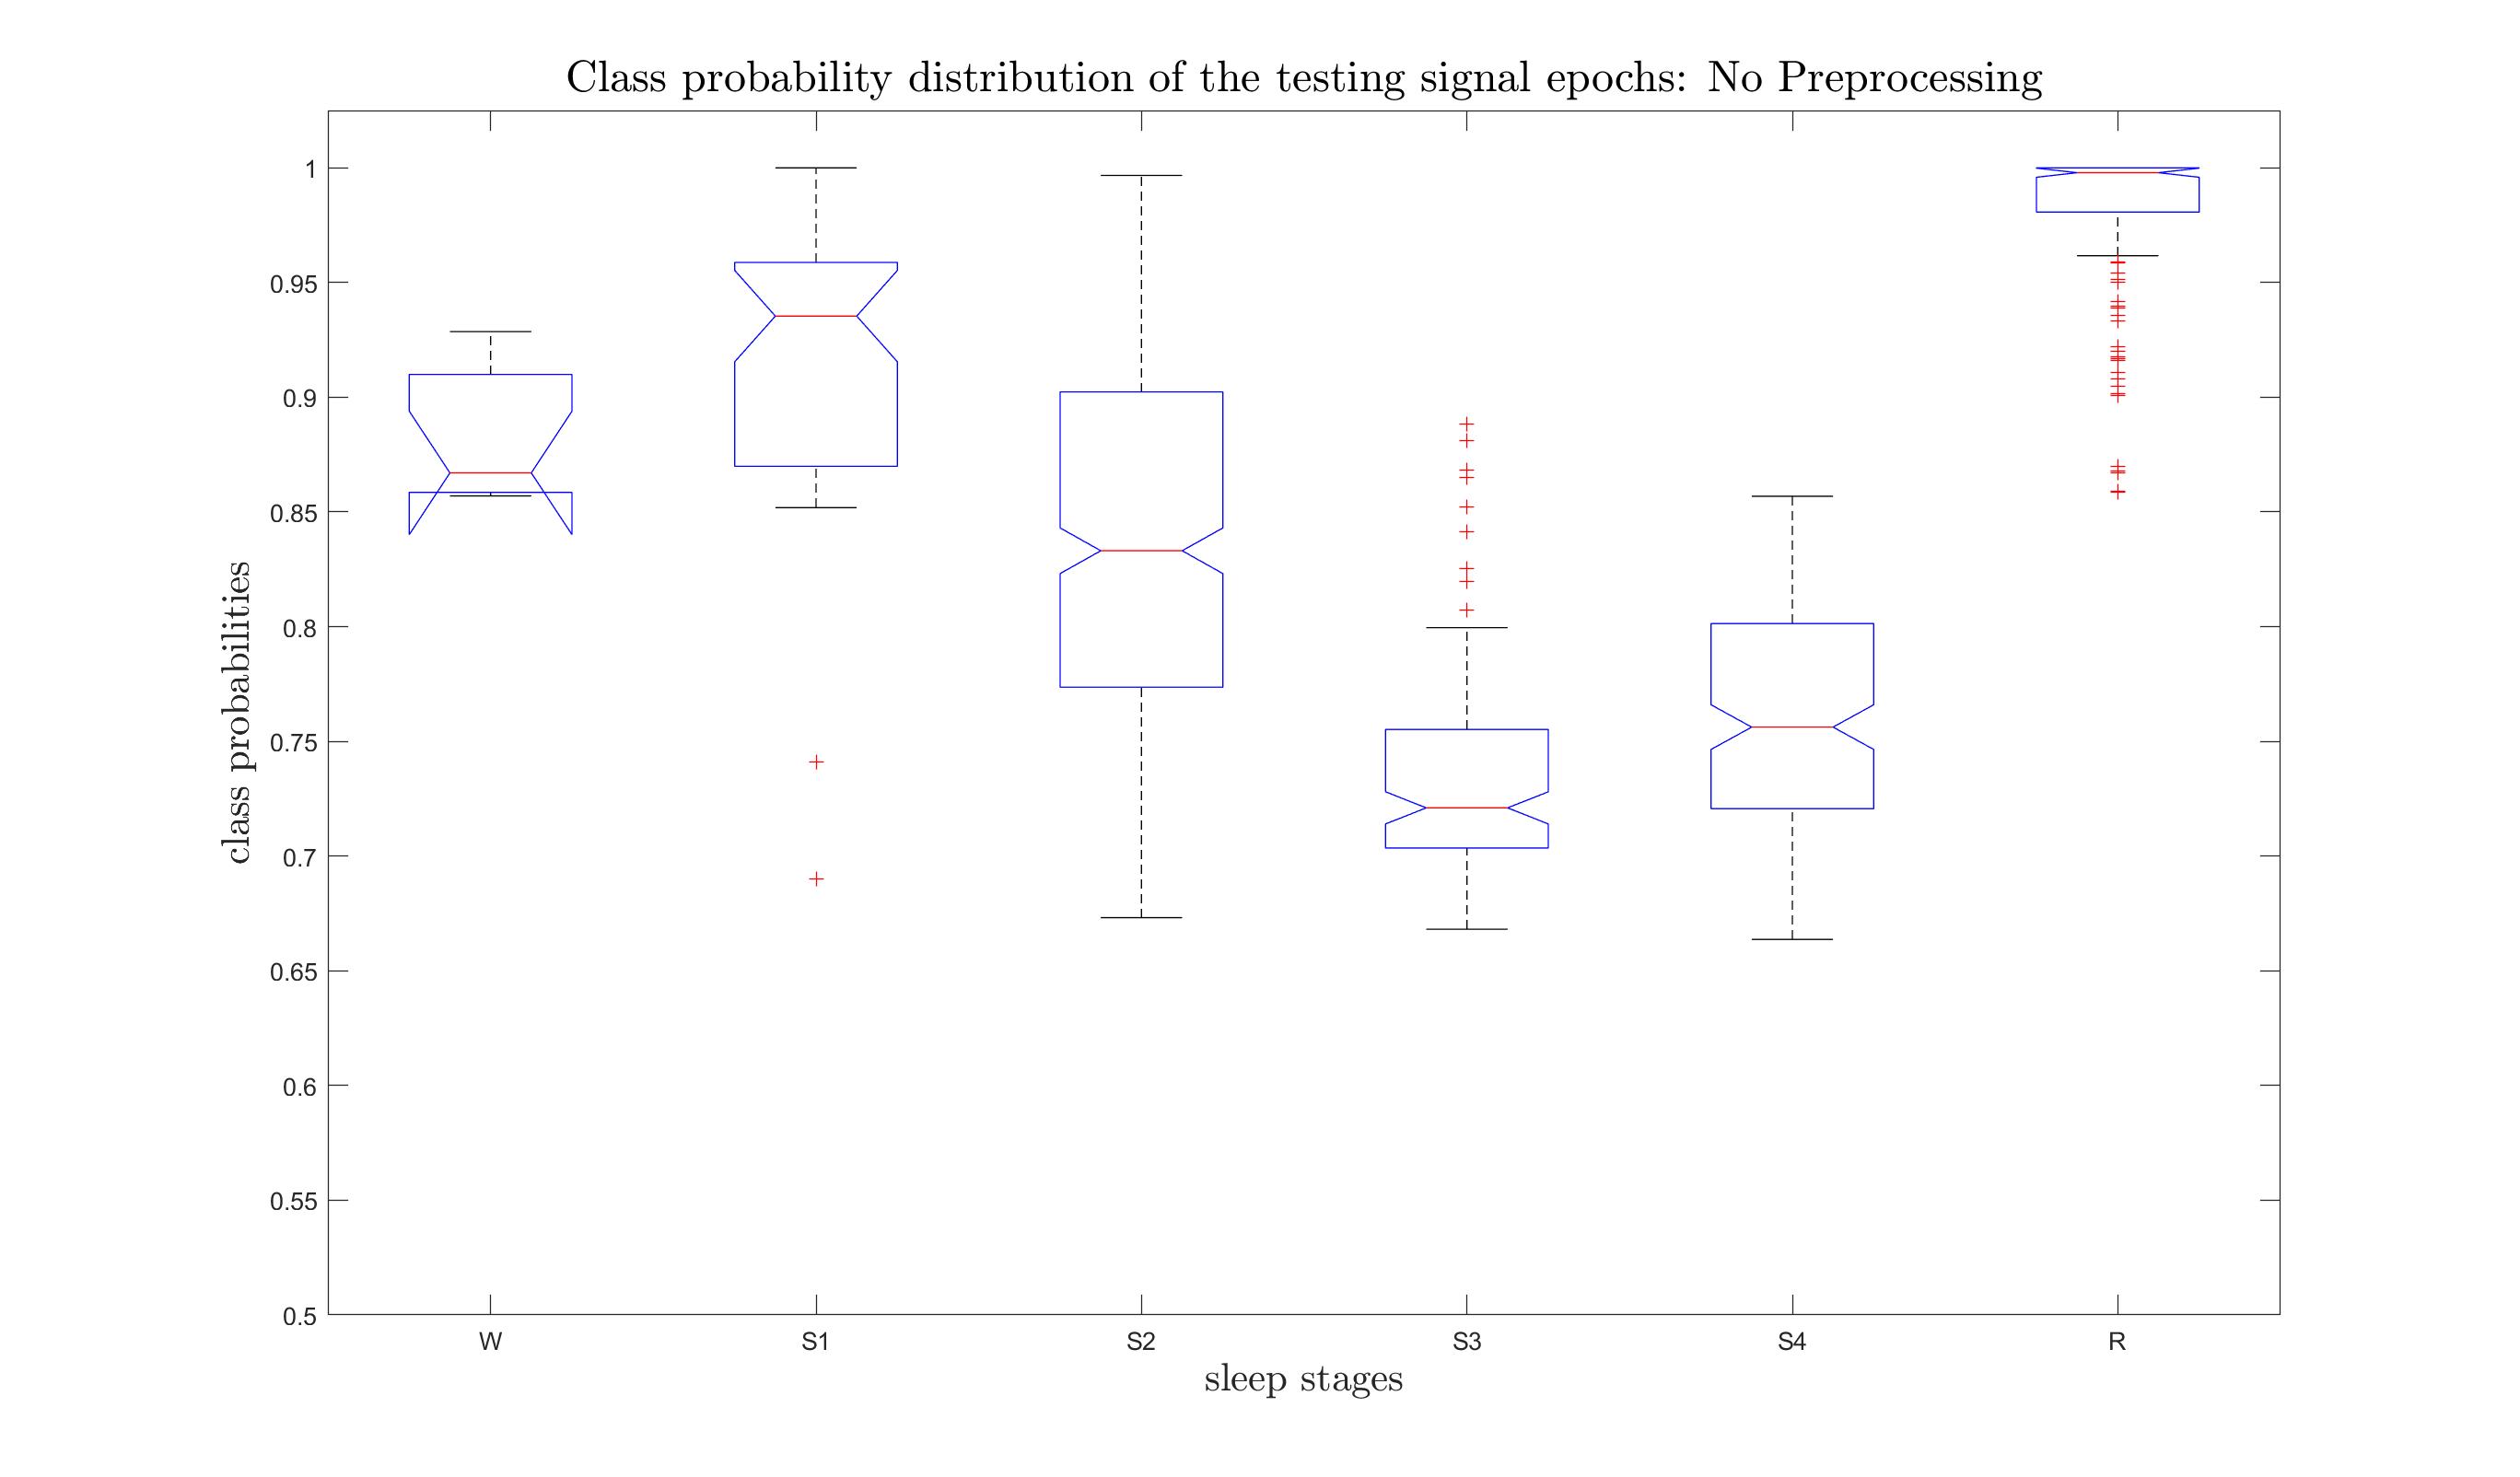 Class probability distribution of the testing signal epochs: No Preprocessing
1
0.95
0.9
0.85
0.8
0.75
0.7
0.65
0.6
0.55
0.5
class probabilities
W S1 S2 S3 S4 R
sleep stages